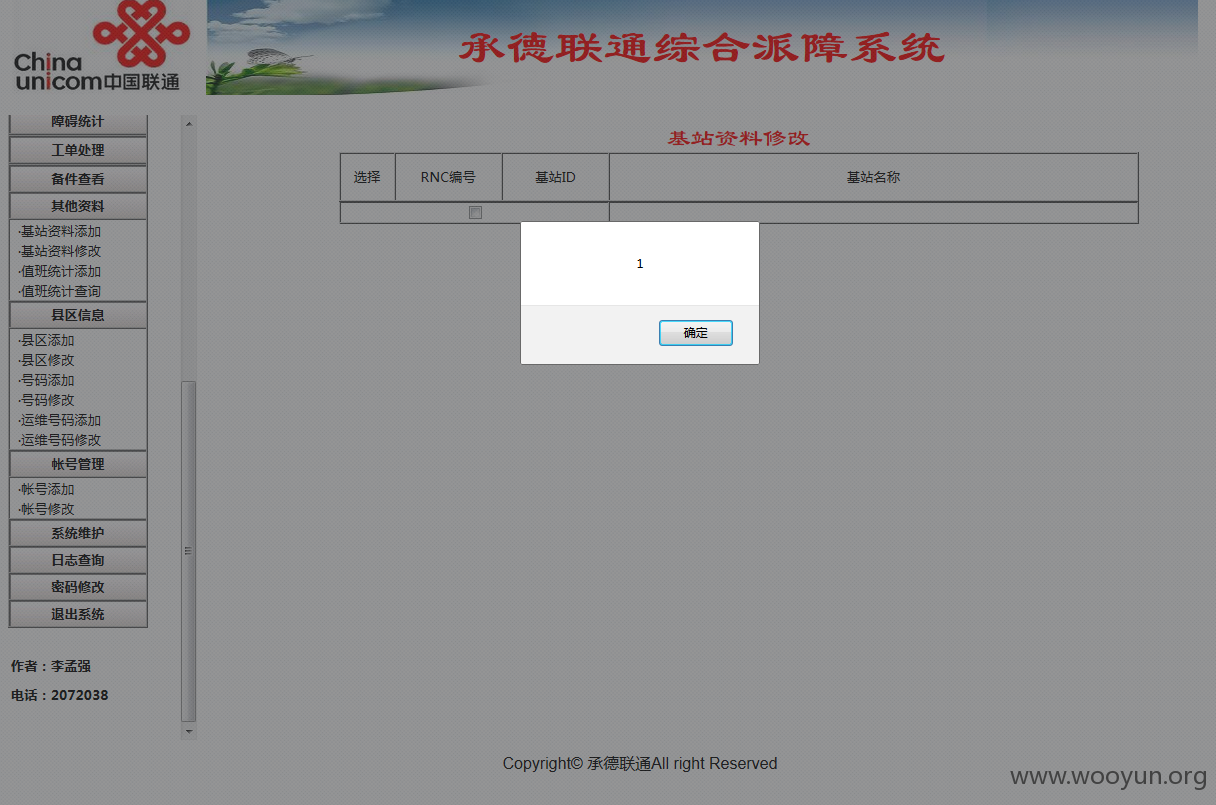 China
unicom中国联通
承德联通综合派障系统
障碍统计
工单处理
备件查看
其他资料
·基站资料添加
·基站资料修改
·值班统计添加
·值班统计查询
县区信息
·县区添加
·县区修改
·号码添加
·号码修改
·运维号码添加
·运维号码修改
帐号管理
·帐号添加
·帐号修改
系统维护
日志查询
密码修改
退出系统
作者：李孟强
电话：2072038
基站资料修改
选择 RNC编号 基站ID 基站名称
1
确定
Copyright© 承德联通All right Reserved
www.wooyun.org